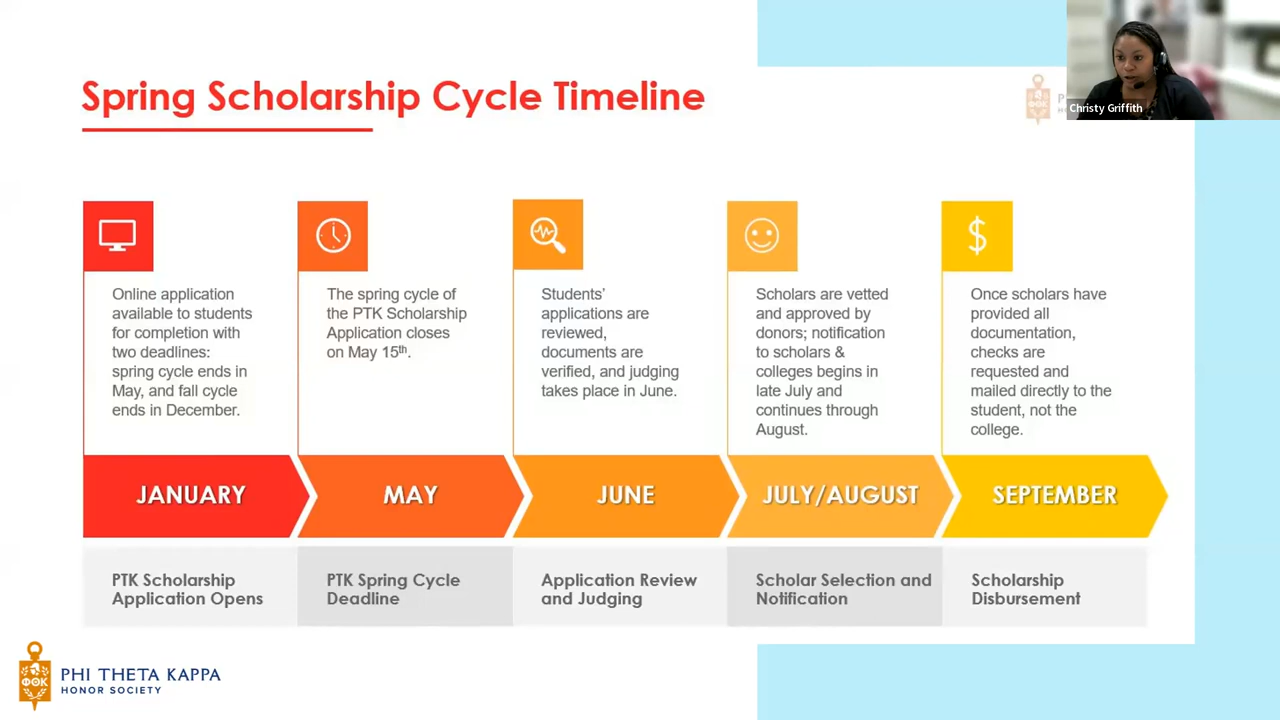 Spring Scholarship Cycle Timeline
Christy Griffith
Online application
available to students
for completion with
two deadlines:
spring cycle ends in
May, and fall cycle
ends in December.
The spring cycle of
the PTK Scholarship
Application closes
on May 15th.
Students'
applications are
reviewed,
documents are
verified, and judging
takes place in June.
Scholars are vetted
and approved by
donors; notification
to scholars &
colleges begins in
late July and
continues through
August.
$
Once scholars have
provided all
documentation,
checks are
requested and
mailed directly to the
student, not the
college.
JANUARY
MAY
JUNE
JULY/AUGUST
SEPTEMBER
PTK Scholarship
Application Opens
PTK Spring Cycle
Deadline
Application Review
and Judging
Scholar Selection and
Notification
Scholarship
Disbursement
ΦΘΚ
PHI THETA KAPPA
HONOR SOCIETY